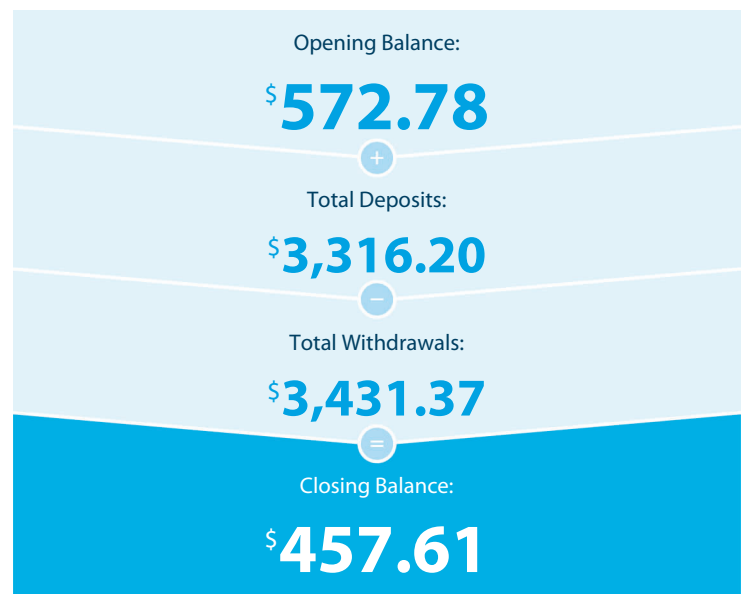 Opening Balance:
$572.78
+
Total Deposits:
$3,316.20
−
Total Withdrawals:
$3,431.37
=
Closing Balance:
$457.61